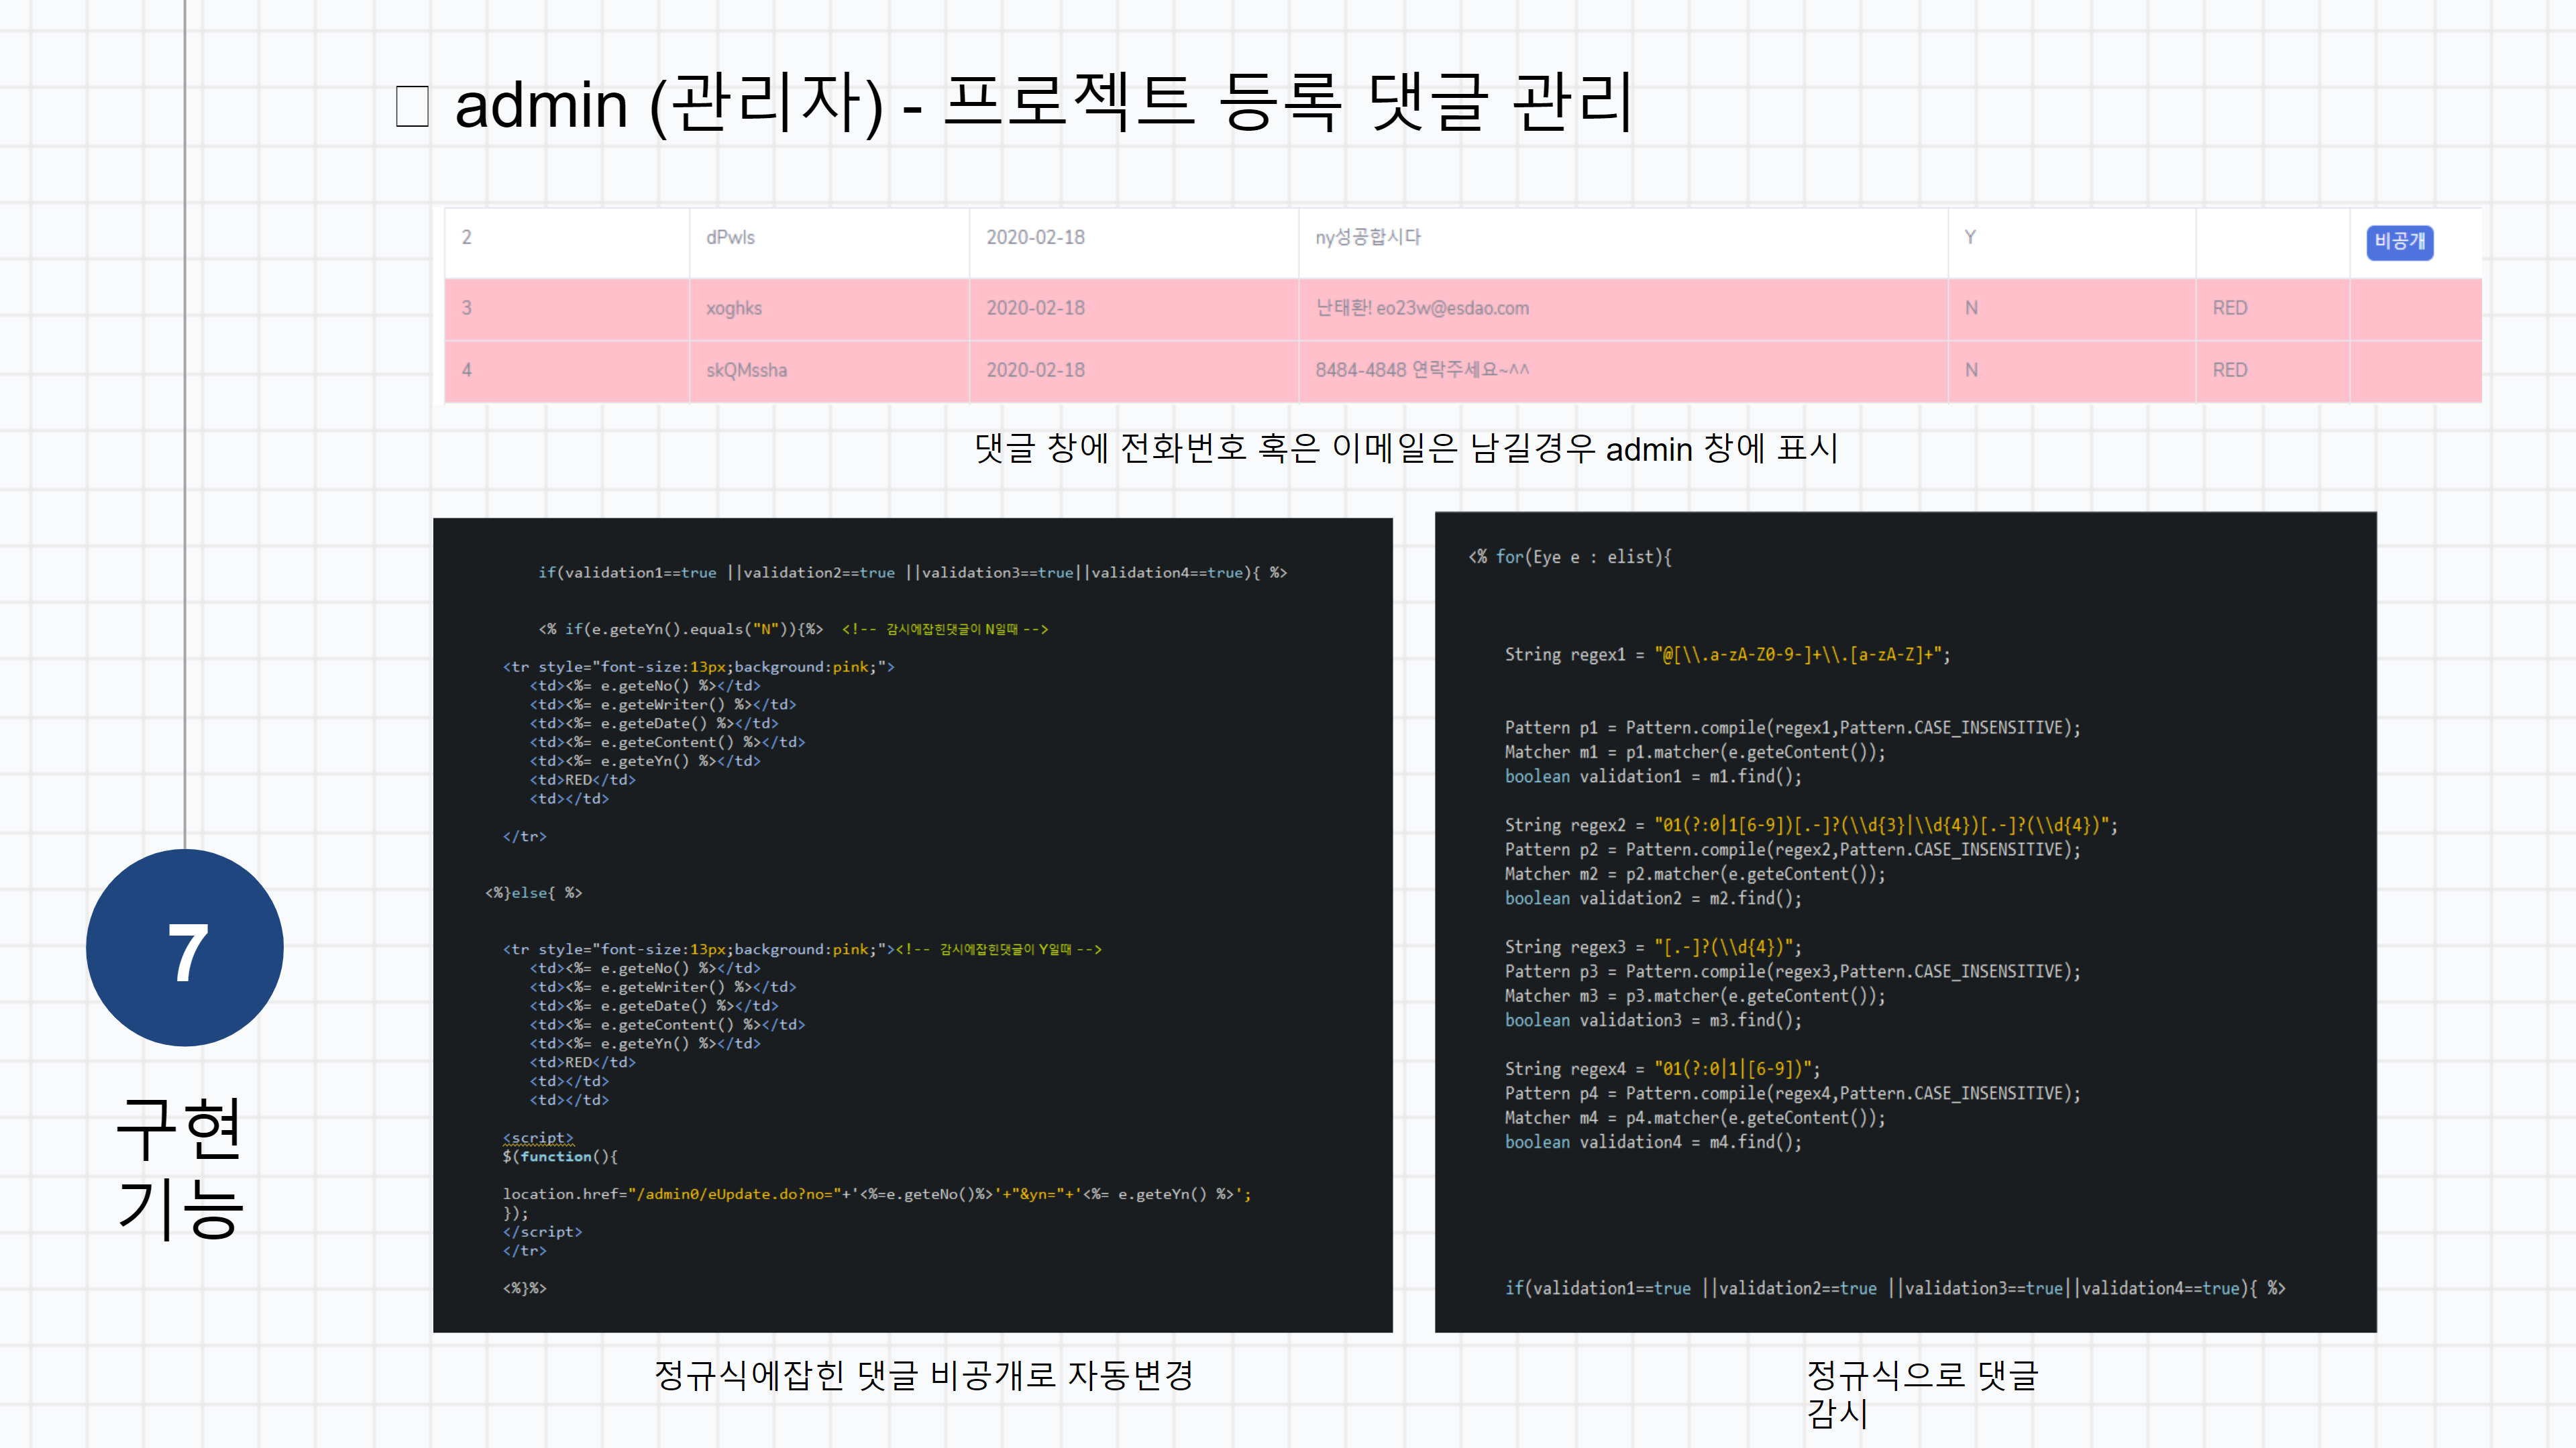 admin (관리자) - 프로젝트 등록 댓글 관리
2 dPwls 2020-02-18 ny성공합시다 Y 비공개
3 xoghks 2020-02-18 난태환! eo23w@esdao.com N RED
4 skQMssha 2020-02-18 8484-4848 연락주세요~^^ N RED
댓글 창에 전화번호 혹은 이메일은 남길경우 admin 창에 표시
if(validation1==true ||validation2==true ||validation3==true||validation4==true){ %>
<% if(e.geteYn().equals("N")){%> <!-- 감시에잡힌댓글이 N일때 -->
<tr style="font-size:13px;background:pink;">
<td><%= e.geteNo() %></td>
<td><%= e.geteWriter() %></td>
<td><%= e.geteDate() %></td>
<td><%= e.geteContent() %></td>
<td><%= e.geteYn() %></td>
<td>RED</td>
<td></td>
</tr>
<%}else{ %>
<tr style="font-size:13px;background:pink;"><!-- 감시에잡힌댓글이 Y일때 -->
<td><%= e.geteNo() %></td>
<td><%= e.geteWriter() %></td>
<td><%= e.geteDate() %></td>
<td><%= e.geteContent() %></td>
<td><%= e.geteYn() %></td>
<td>RED</td>
<td></td>
<td></td>
<script>
$(function(){
location.href="/admin0/eUpdate.do?no="+'<%=e.geteNo()%>'+"&yn="+'<%= e.geteYn() %>';
});
</script>
</tr>
<%}%>
<% for(Eye e : elist){
String regex1 = "@[\\.a-zA-Z0-9-]+\\.[a-zA-Z]+";
Pattern p1 = Pattern.compile(regex1,Pattern.CASE_INSENSITIVE);
Matcher m1 = p1.matcher(e.geteContent());
boolean validation1 = m1.find();
String regex2 = "01(?:0|1[6-9])[.-]?(\\d{3}|\\d{4})[.-]?(\\d{4})";
Pattern p2 = Pattern.compile(regex2,Pattern.CASE_INSENSITIVE);
Matcher m2 = p2.matcher(e.geteContent());
boolean validation2 = m2.find();
String regex3 = "[.-]?(\\d{4})";
Pattern p3 = Pattern.compile(regex3,Pattern.CASE_INSENSITIVE);
Matcher m3 = p3.matcher(e.geteContent());
boolean validation3 = m3.find();
String regex4 = "01(?:0|1|[6-9])";
Pattern p4 = Pattern.compile(regex4,Pattern.CASE_INSENSITIVE);
Matcher m4 = p4.matcher(e.geteContent());
boolean validation4 = m4.find();
if(validation1==true ||validation2==true ||validation3==true||validation4==true){ %>
7
구현
기능
정규식에잡힌 댓글 비공개로 자동변경
정규식으로 댓글
감시